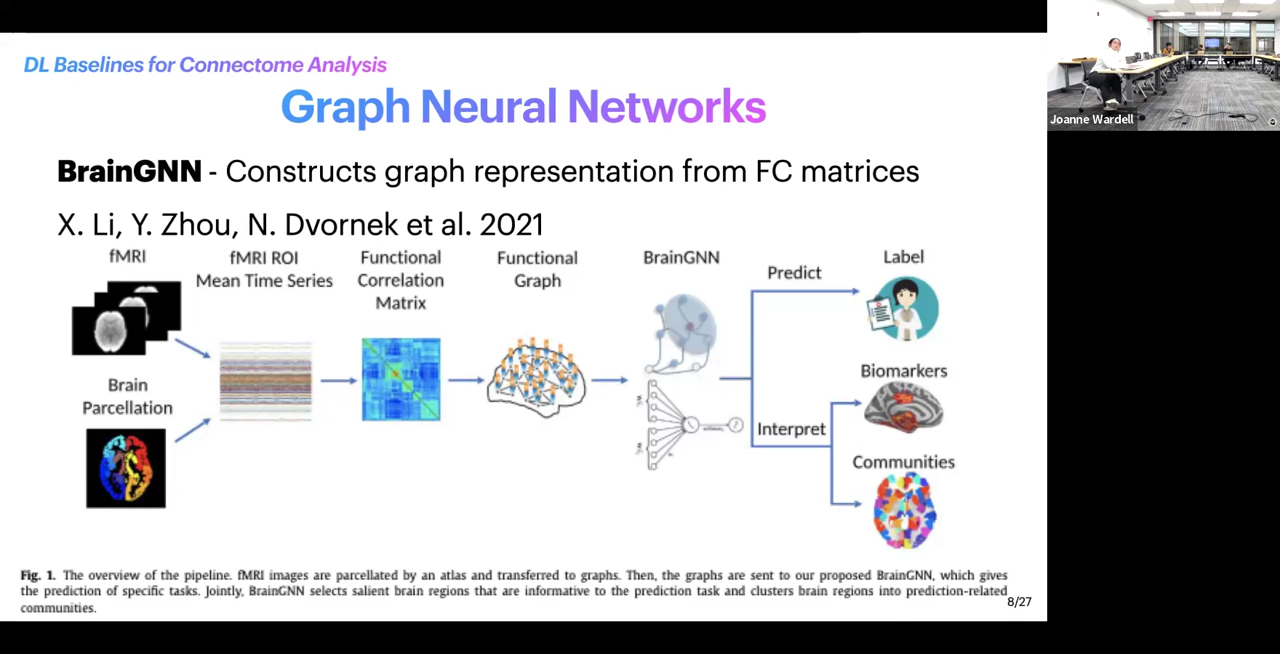 DL Baselines for Connectome Analysis
Graph Neural Networks
BrainGNN - Constructs graph representation from FC matrices
X. Li, Y. Zhou, N. Dvornek et al. 2021
fMRI
Brain
Parcellation
fMRI ROI
Mean Time Series
Functional
Correlation
Matrix
Functional
Graph
BrainGNN
Predict
Interpret
Label
Biomarkers
Communities
Fig. 1. The overview of the pipeline. fMRI images are parcellated by an atlas and transferred to graphs. Then, the graphs are sent to our proposed BrainGNN, which gives
the prediction of specific tasks. Jointly, BrainGNN selects salient brain regions that are informative to the prediction task and clusters brain regions into prediction-related
communities.
8/27
Joanne Wardell